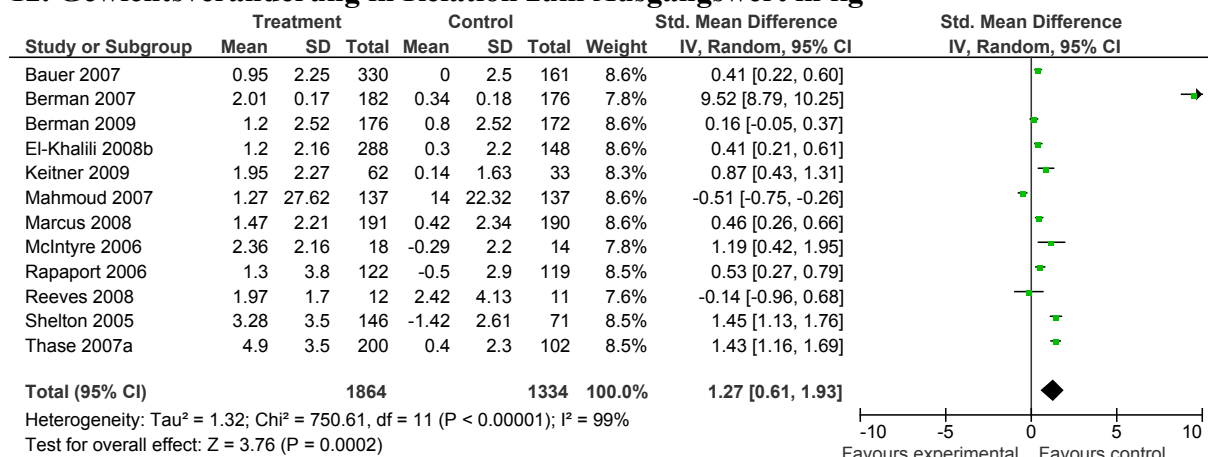 12. Gewichtsveränderung in Relation zum Ausgangswert in kg
Treatment Control Std. Mean Difference Std. Mean Difference
Study or Subgroup Mean SD Total Mean SD Total Weight IV, Random, 95% CI IV, Random, 95% CI
Bauer 2007 0.95 2.25 330 0 2.5 161 8.6% 0.41 [0.22, 0.60]
Berman 2007 2.01 0.17 182 0.34 0.18 176 7.8% 9.52 [8.79, 10.25]
Berman 2009 1.2 2.52 176 0.8 2.52 172 8.6% 0.16 [-0.05, 0.37]
El-Khalili 2008b 1.2 2.16 288 0.3 2.2 148 8.6% 0.41 [0.21, 0.61]
Keitner 2009 1.95 2.27 62 0.14 1.63 33 8.3% 0.87 [0.43, 1.31]
Mahmoud 2007 1.27 27.62 137 14 22.32 137 8.6% -0.51 [-0.75, -0.26]
Marcus 2008 1.47 2.21 191 0.42 2.34 190 8.6% 0.46 [0.26, 0.66]
McIntyre 2006 2.36 2.16 18 -0.29 2.2 14 7.8% 1.19 [0.42, 1.95]
Rapaport 2006 1.3 3.8 122 -0.5 2.9 119 8.5% 0.53 [0.27, 0.79]
Reeves 2008 1.97 1.7 12 2.42 4.13 11 7.6% -0.14 [-0.96, 0.68]
Shelton 2005 3.28 3.5 146 -1.42 2.61 71 8.5% 1.45 [1.13, 1.76]
Thase 2007a 4.9 3.5 200 0.4 2.3 102 8.5% 1.43 [1.16, 1.69]
Total (95% CI) 1864 1334 100.0% 1.27 [0.61, 1.93]
Heterogeneity: Tau² = 1.32; Chi² = 750.61, df = 11 (P < 0.00001); I² = 99%
Test for overall effect: Z = 3.76 (P = 0.0002)
-10 -5 0 5 10
Favours experimental Favours control